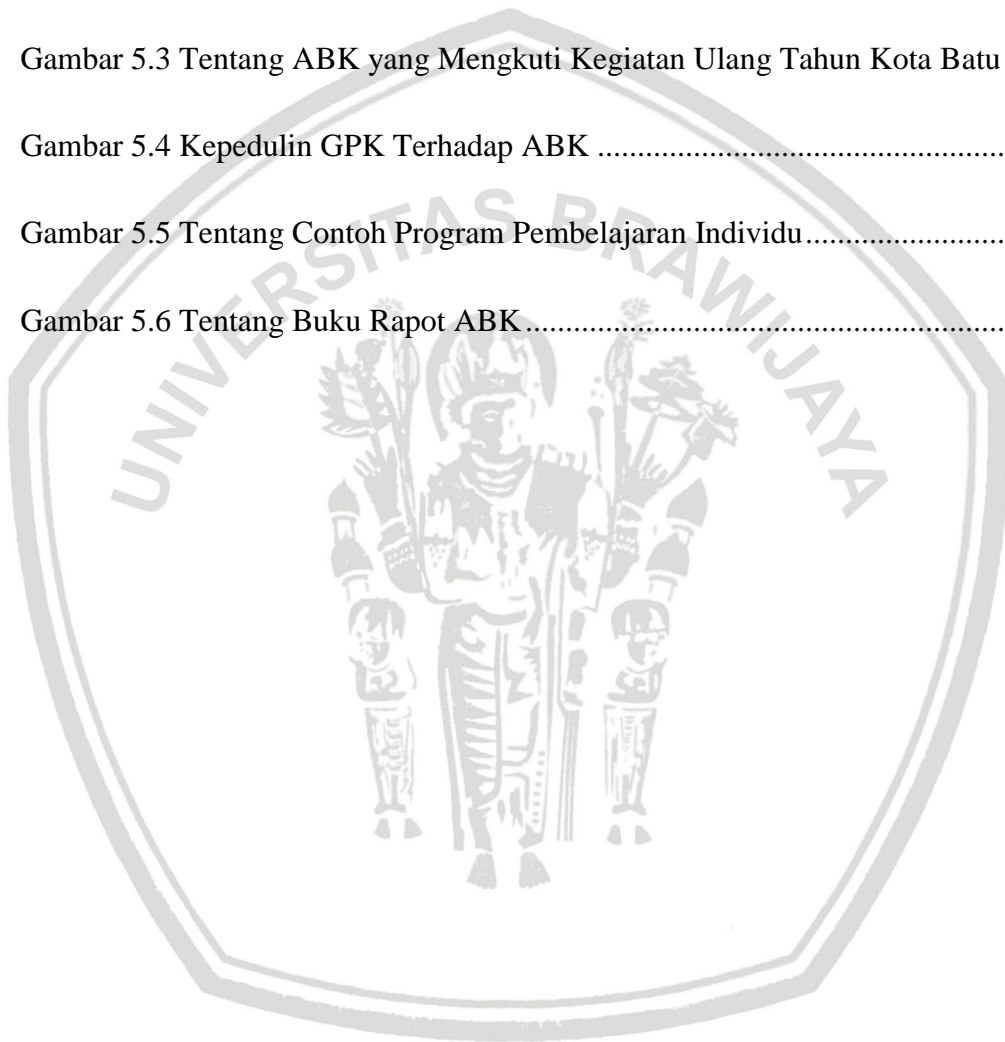 Gambar 5.3 Tentang ABK yang Mengkuti Kegiatan Ulang Tahun Kota Batu
Gambar 5.4 Kepedulin GPK Terhadap ABK ....................................................
Gambar 5.5 Tentang Contoh Program Pembelajaran Individu.........................
Gambar 5.6 Tentang Buku Rapot ABK.............................................................
UNIVERSITAS BRAWIJAYA